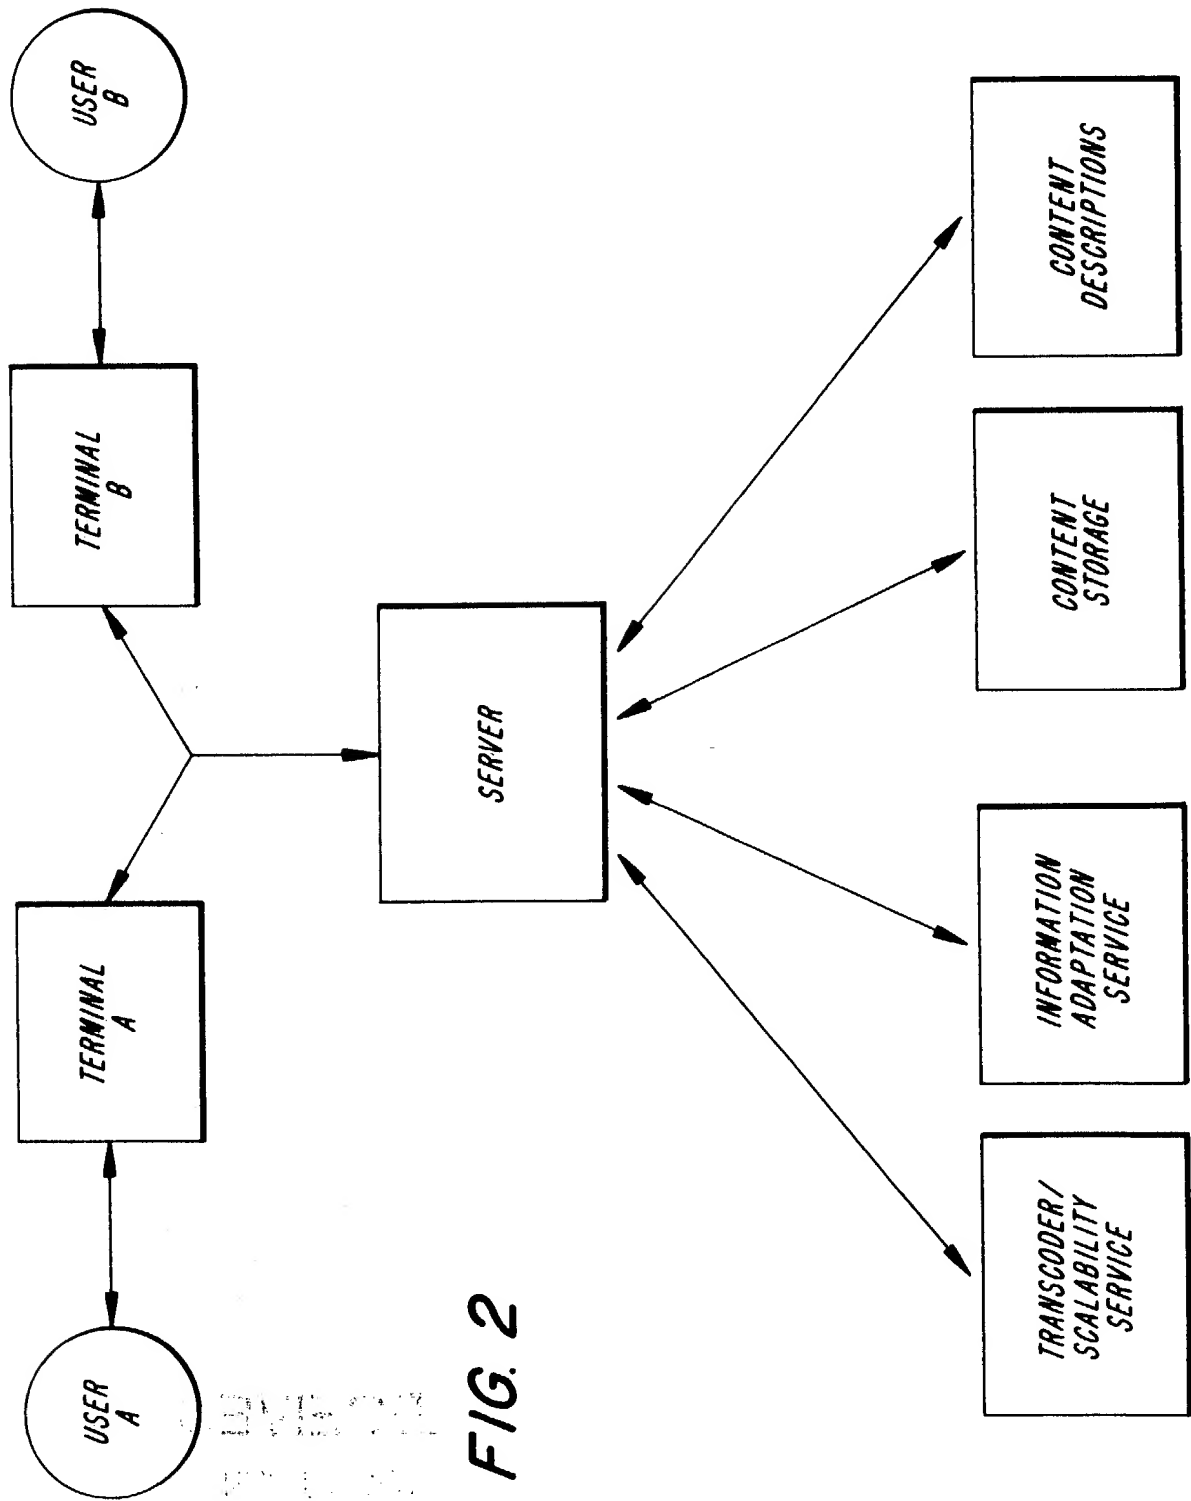 USER
A
TERMINAL
A
TERMINAL
B
USER
B
SERVER
TRANSCODER/
SCALABILITY
SERVICE
INFORMATION
ADAPTATION
SERVICE
CONTENT
STORAGE
CONTENT
DESCRIPTIONS
FIG. 2